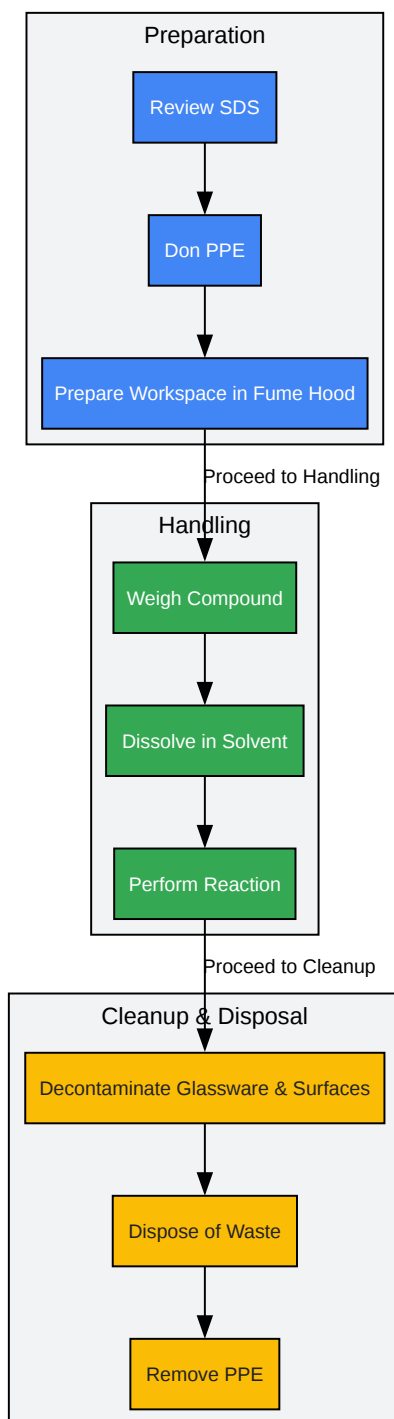 Preparation
Review SDS
Don PPE
Prepare Workspace in Fume Hood
Proceed to Handling
Handling
Weigh Compound
Dissolve in Solvent
Perform Reaction
Proceed to Cleanup
Cleanup & Disposal
Decontaminate Glassware & Surfaces
Dispose of Waste
Remove PPE